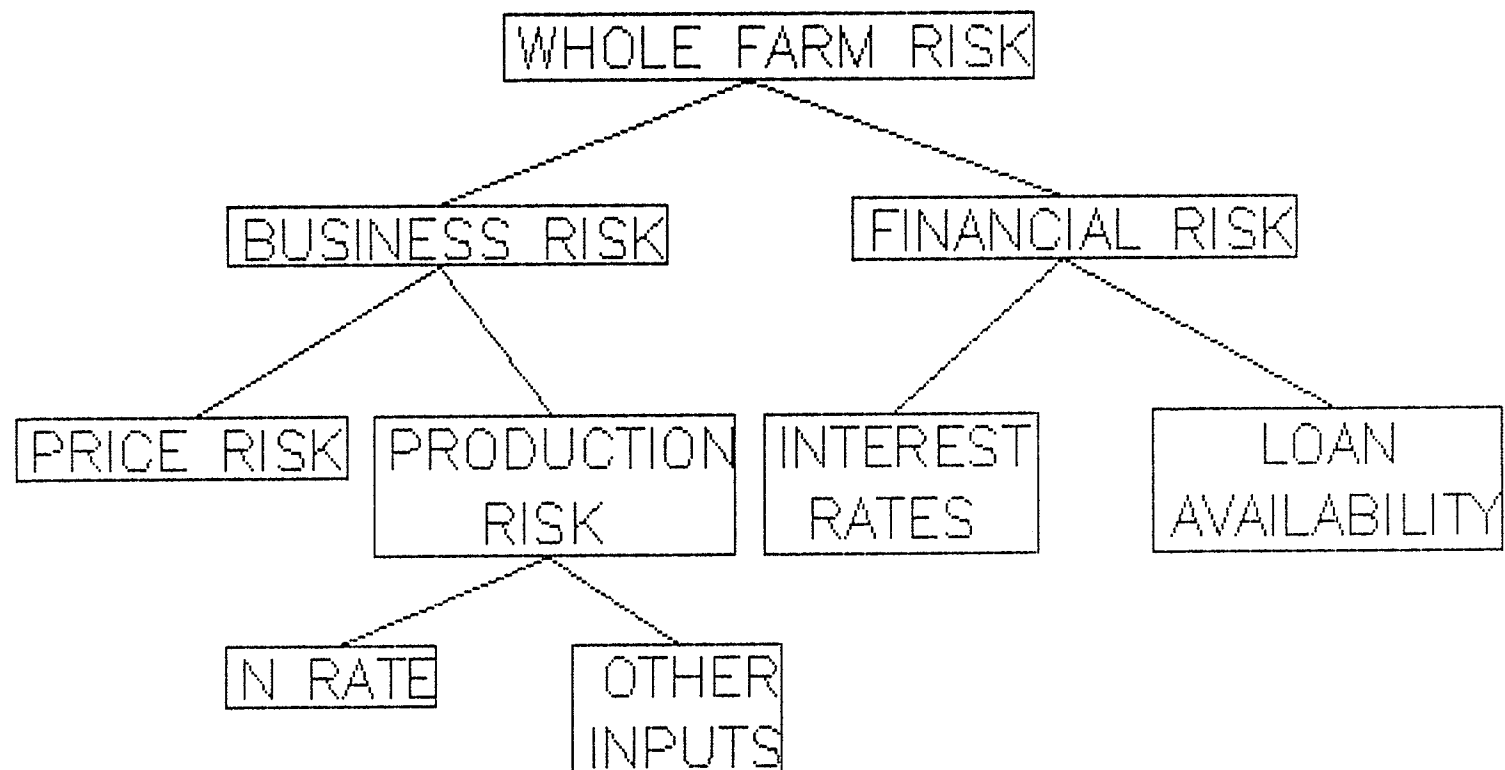 WHOLE FARM RISK
BUSINESS RISK
FINANCIAL RISK
PRICE RISK
PRODUCTION
RISK
INTEREST
RATES
LOAN
AVAILABILITY
N RATE
OTHER
INPUTS